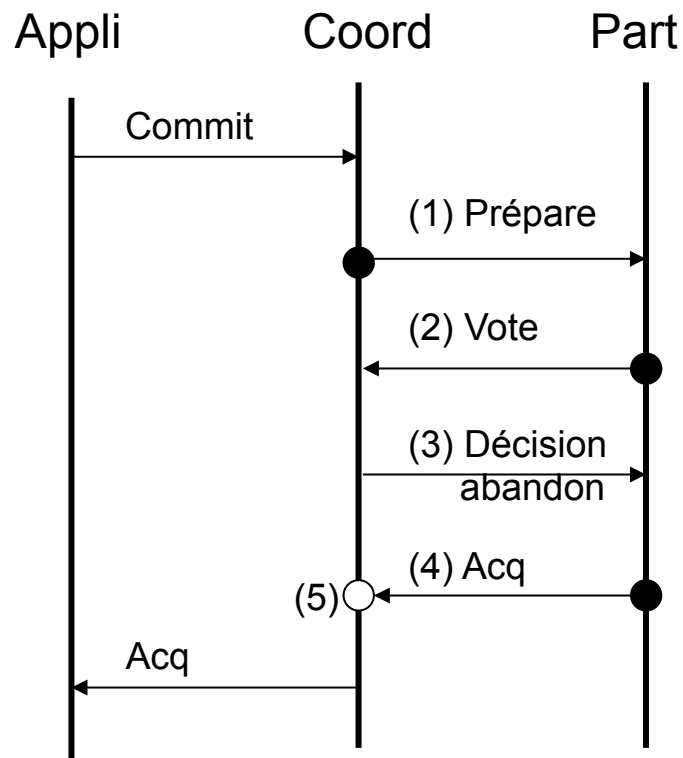 Appli Coord Part
Commit
(1) Prépare
(2) Vote
(3) Décision
abandon
(4) Acq
(5)
Acq